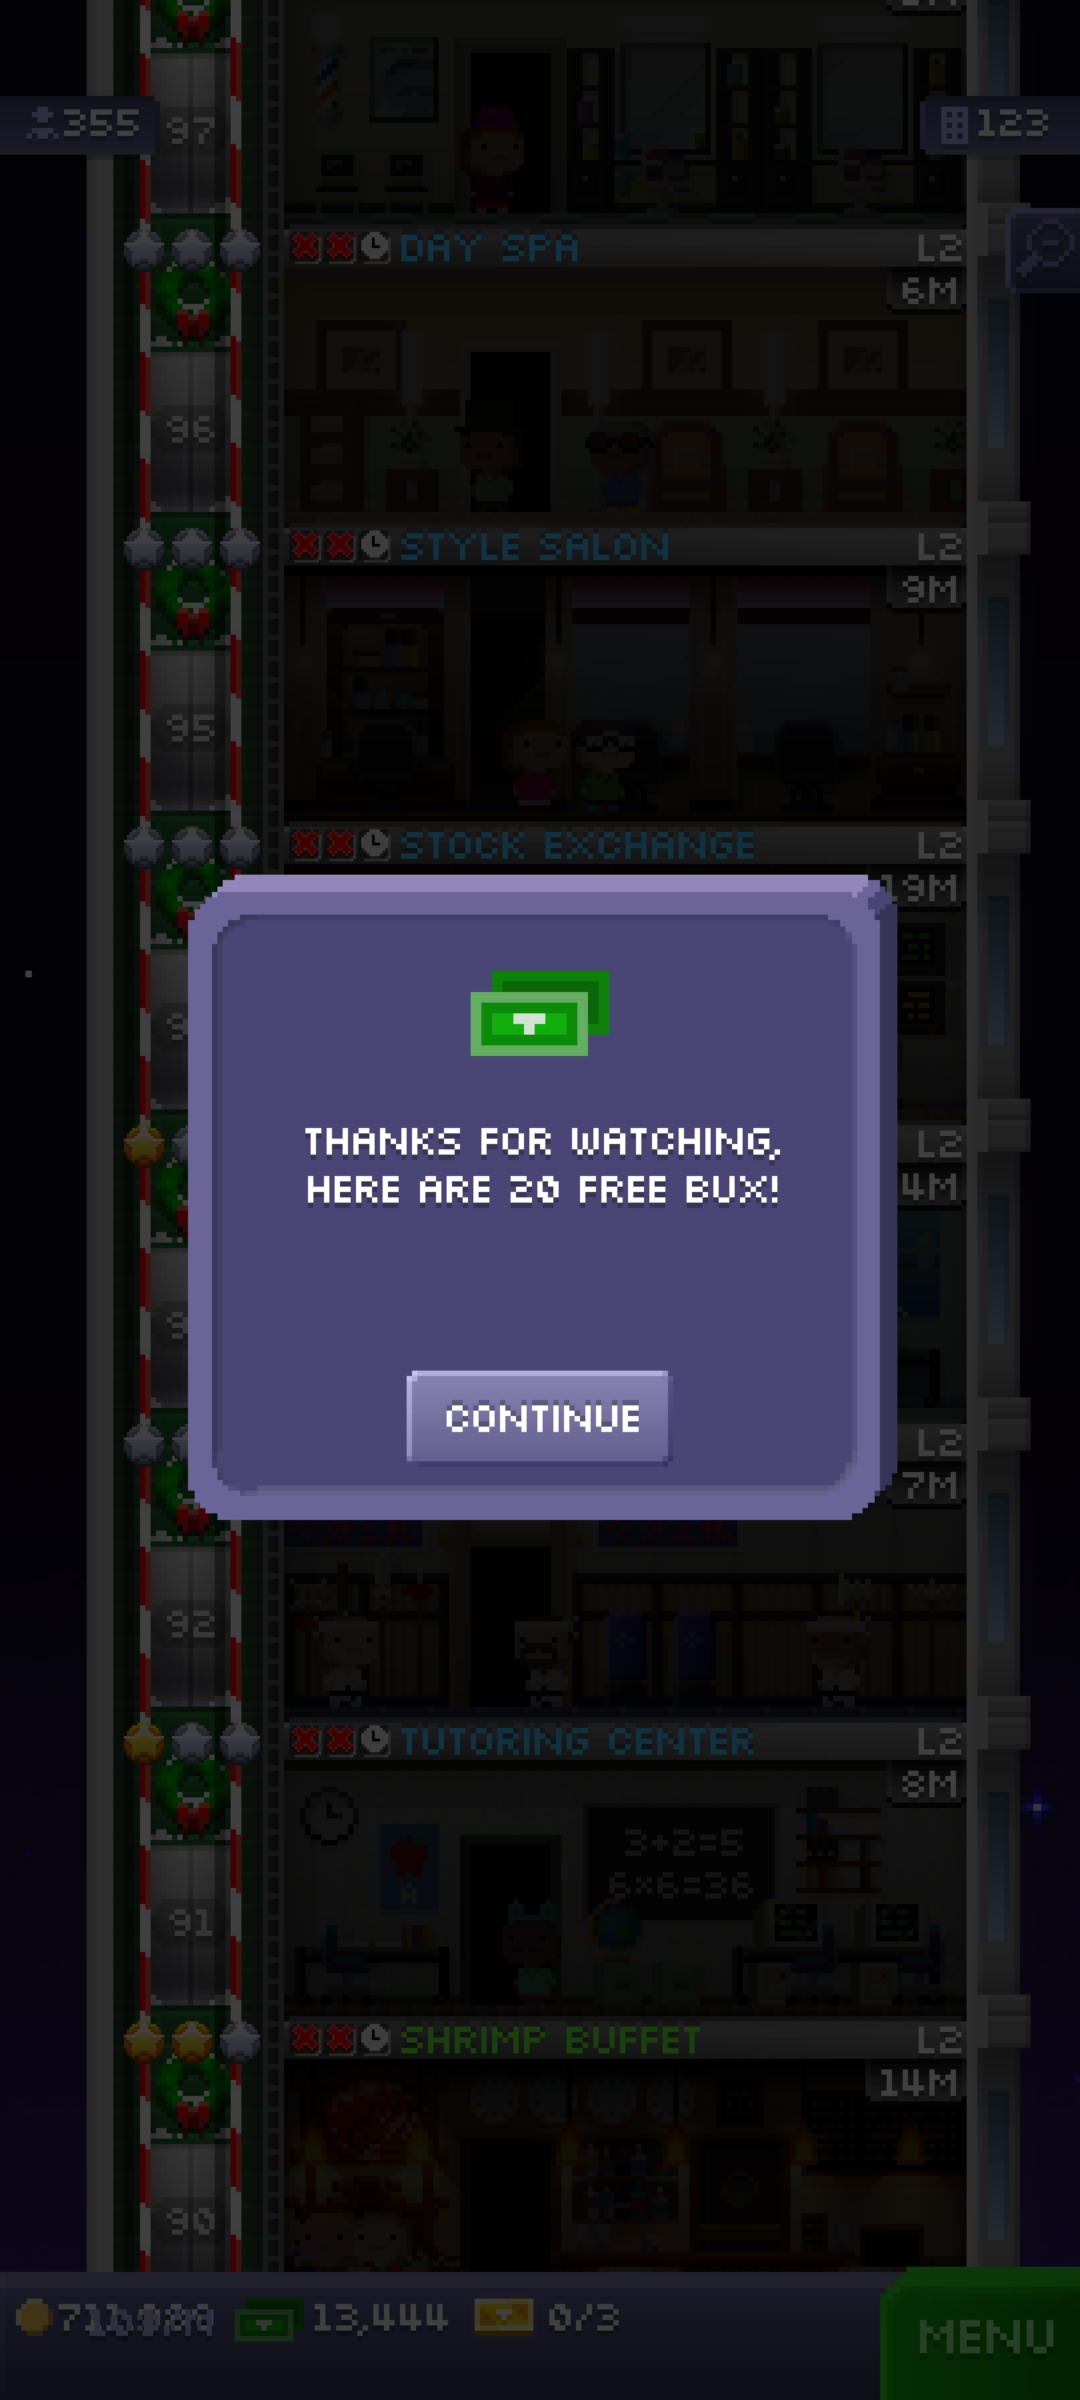 97
355
123
DAY SPA
L2
6M
96
STYLE SALON
L2
9M
95
STOCK EXCHANGE
L2
19M
THANKS FOR WATCHING,
HERE ARE 20 FREE BUX!
L2
4M
CONTINUE
L2
7M
92
TUTORING CENTER
L2
8M
3+2=5
6×6=36
A
91
SHRIMP BUFFET
L2
14M
90
13,444
0/3
MENU